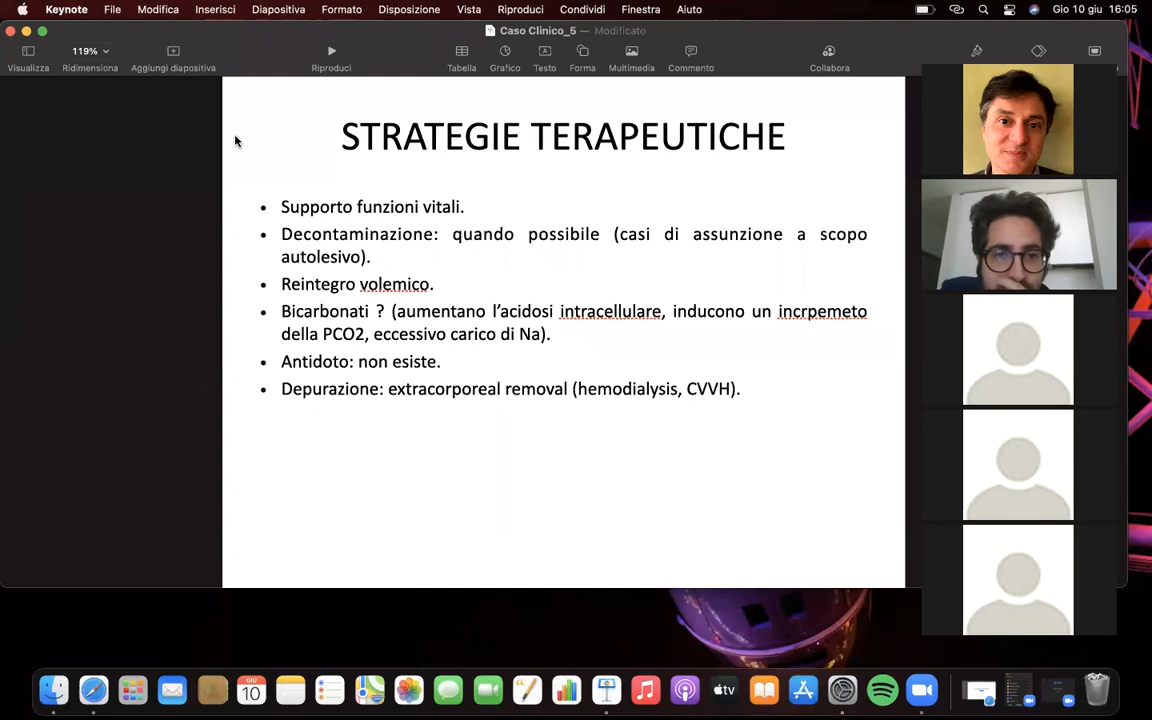 Keynote File Modifica Inserisci Diapositiva Formato Disposizione Vista Riproduci Condividi Finestra Aiuto Gio 10 giu 16:05
Caso Clinico_5 — Modificato
119%
Visualizza Ridimensiona Aggiungi diapositiva Riproduci Tabella Grafico Testo Forma Multimedia Commento Collabora
STRATEGIE TERAPEUTICHE
• Supporto funzioni vitali.
• Decontaminazione: quando possibile (casi di assunzione a scopo
autolesivo).
• Reintegro volemico.
• Bicarbonati ? (aumentano l’acidosi intracellulare, inducono un incrpemeto
della PCO2, eccessivo carico di Na).
• Antidoto: non esiste.
• Depurazione: extracorporeal removal (hemodialysis, CVVH).
GIU
10
tv